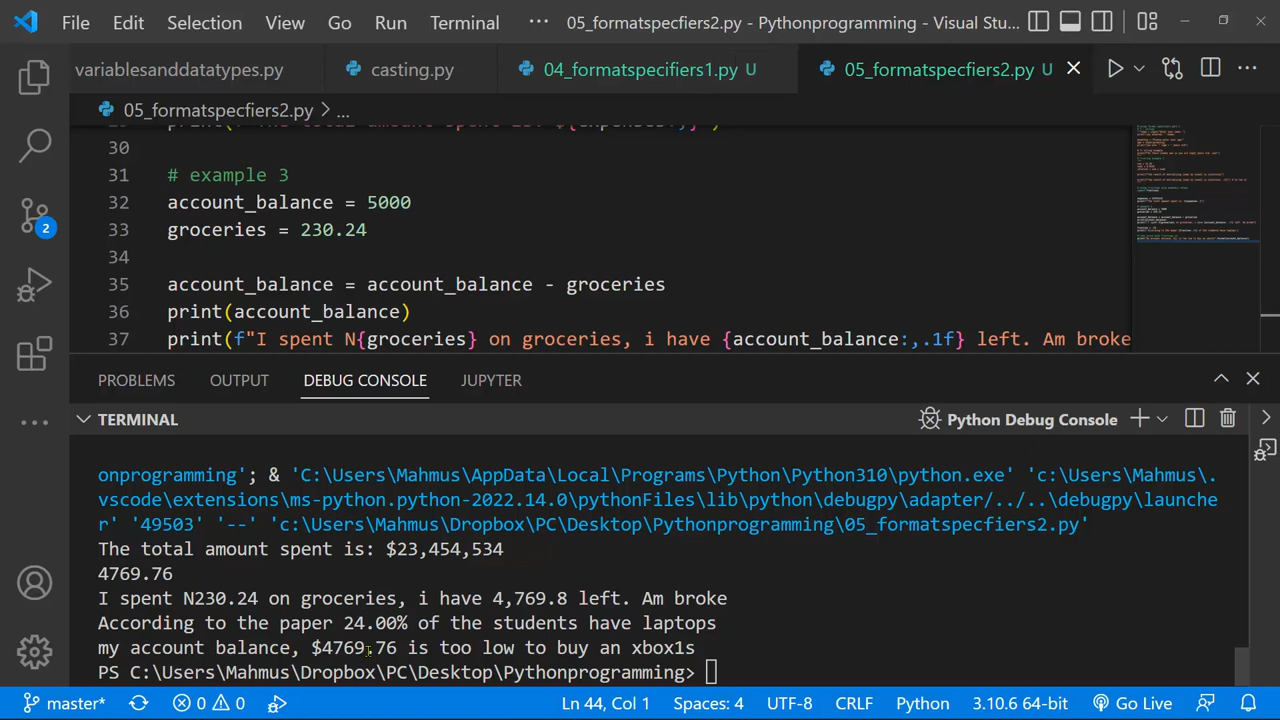 File Edit Selection View Go Run Terminal ··· 05_formatspecfiers2.py - Pythonprogramming - Visual Stu...
variablesanddatatypes.py casting.py 04_formatspecifiers1.py U 05_formatspecfiers2.py U
05_formatspecfiers2.py > ...
30
31 # example 3
32 account_balance = 5000
33 groceries = 230.24
34
35 account_balance = account_balance - groceries
36 print(account_balance)
37 print(f"I spent N{groceries} on groceries, i have {account_balance:,.1f} left. Am broke
2
PROBLEMS OUTPUT DEBUG CONSOLE JUPYTER
TERMINAL Python Debug Console
onprogramming'; & 'C:\Users\Mahmus\AppData\Local\Programs\Python\Python310\python.exe' 'c:\Users\Mahmus\.
vscode\extensions\ms-python.python-2022.14.0\pythonFiles\lib\python\debugpy\adapter/../..\debugpy\launche
r' '49503' '--' 'c:\Users\Mahmus\Dropbox\PC\Desktop\Pythonprogramming\05_formatspecfiers2.py'
The total amount spent is: $23,454,534
4769.76
I spent N230.24 on groceries, i have 4,769.8 left. Am broke
According to the paper 24.00% of the students have laptops
my account balance, $4769.76 is too low to buy an xbox1s
PS C:\Users\Mahmus\Dropbox\PC\Desktop\Pythonprogramming>
master* 0 0 Ln 44, Col 1 Spaces: 4 UTF-8 CRLF Python 3.10.6 64-bit Go Live